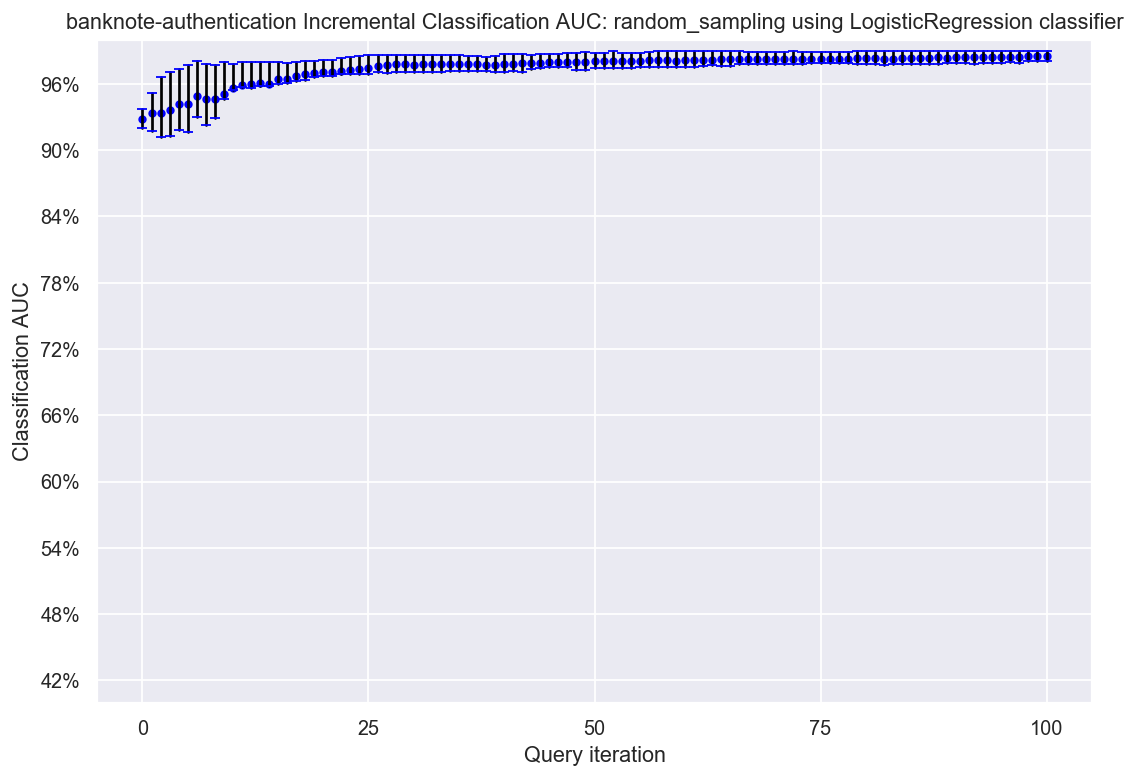 banknote-authentication Incremental Classification AUC: random_sampling using LogisticRegression classifier
96%
90%
84%
78%
72%
66%
60%
54%
48%
42%
Classification AUC
0 25 50 75 100
Query iteration